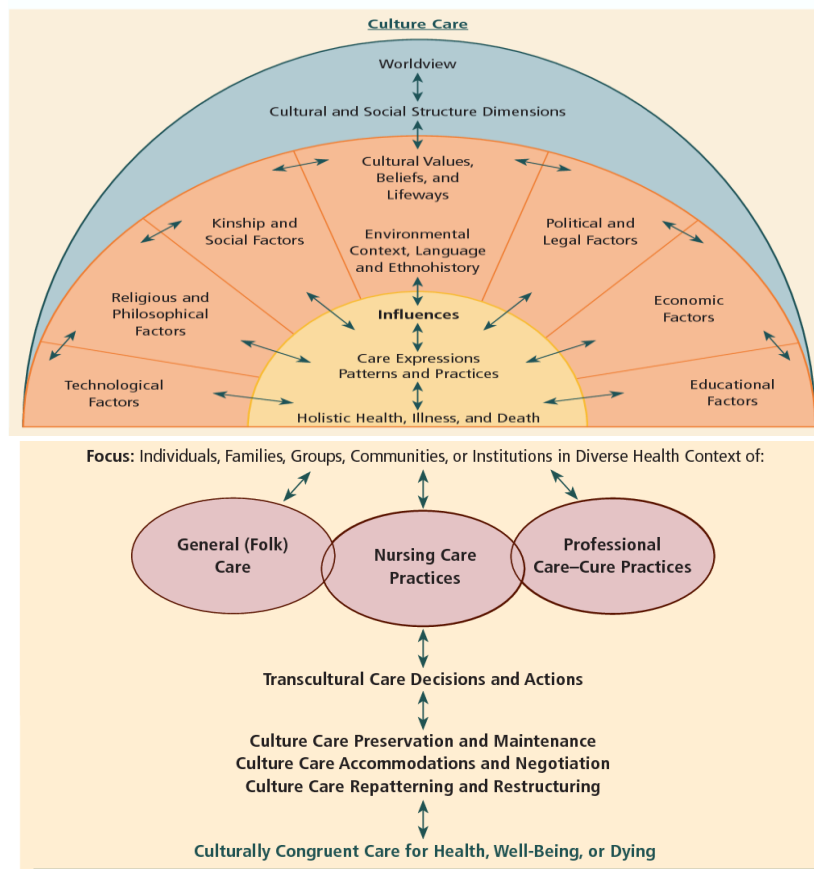 Culture Care
Worldview
Cultural and Social Structure Dimensions
Cultural Values,
Beliefs, and
Lifeways
Kinship and
Social Factors
Political and
Legal Factors
Environmental
Context, Language
and Ethnohistory
Religious and
Philosophical
Factors
Economic
Factors
Influences
Care Expressions
Patterns and Practices
Technological
Factors
Educational
Factors
Holistic Health, Illness, and Death
Focus: Individuals, Families, Groups, Communities, or Institutions in Diverse Health Context of:
General (Folk)
Care
Nursing Care
Practices
Professional
Care–Cure Practices
Transcultural Care Decisions and Actions
Culture Care Preservation and Maintenance
Culture Care Accommodations and Negotiation
Culture Care Repatterning and Restructuring
Culturally Congruent Care for Health, Well-Being, or Dying